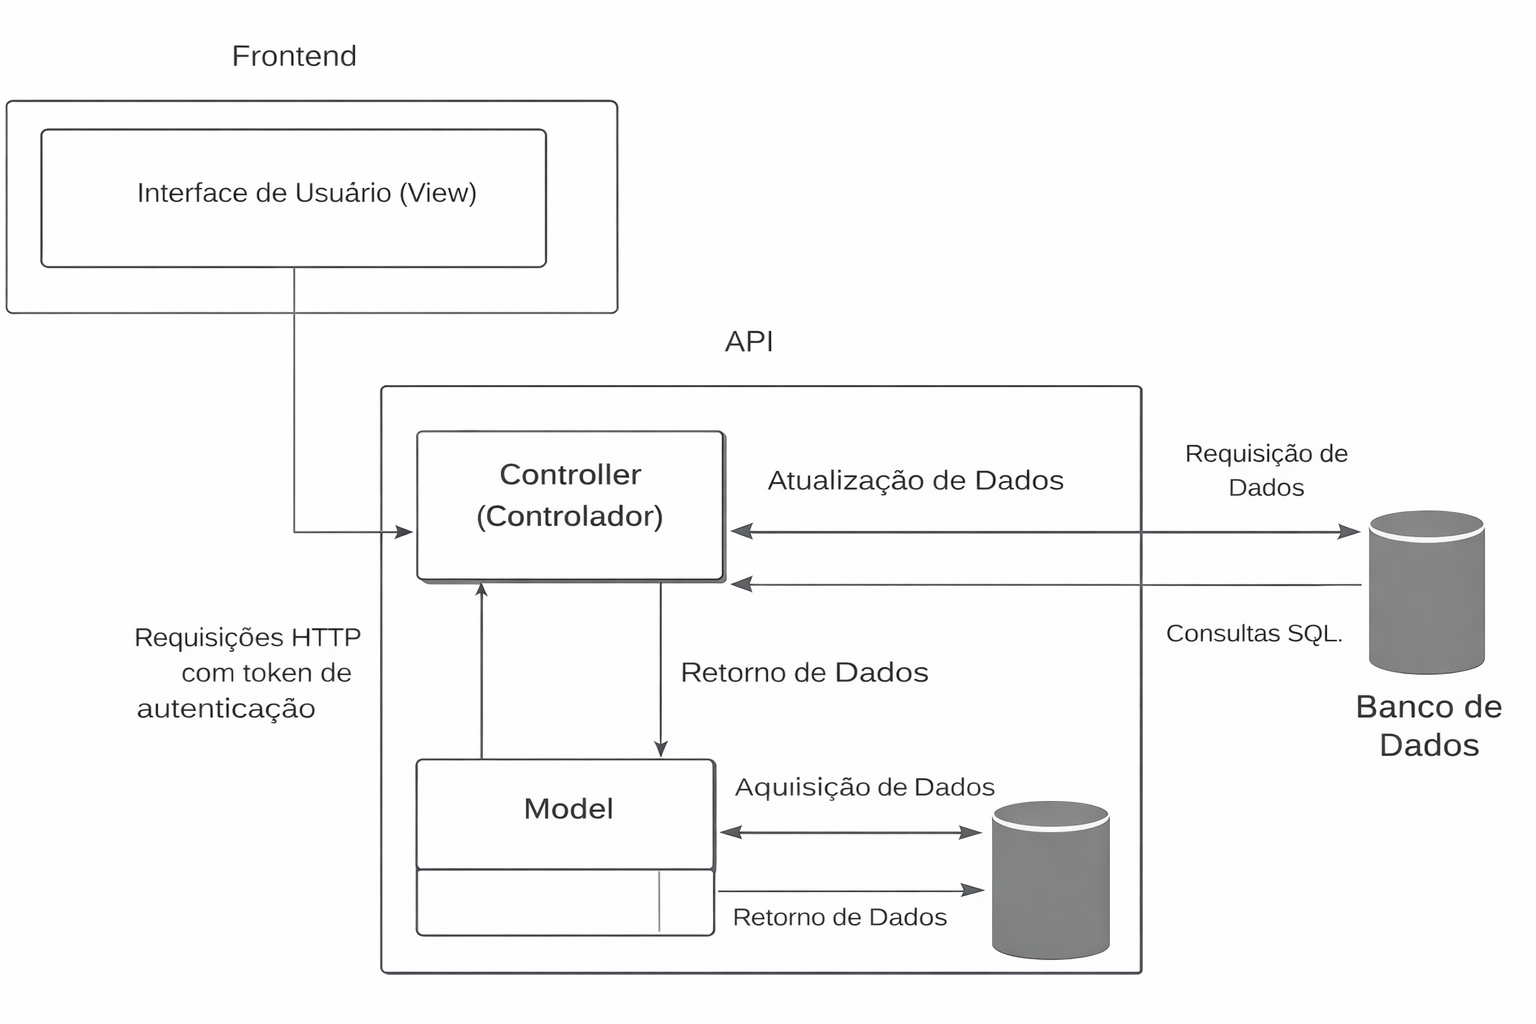 Frontend
Interface de Usuário (View)
API
Controller
(Controlador)
Atualização de Dados
Requisição de
Dados
Consultas SQL.
Banco de
Dados
Requisições HTTP
com token de
autenticação
Retorno de Dados
Model
Aquiisição de Dados
Retorno de Dados